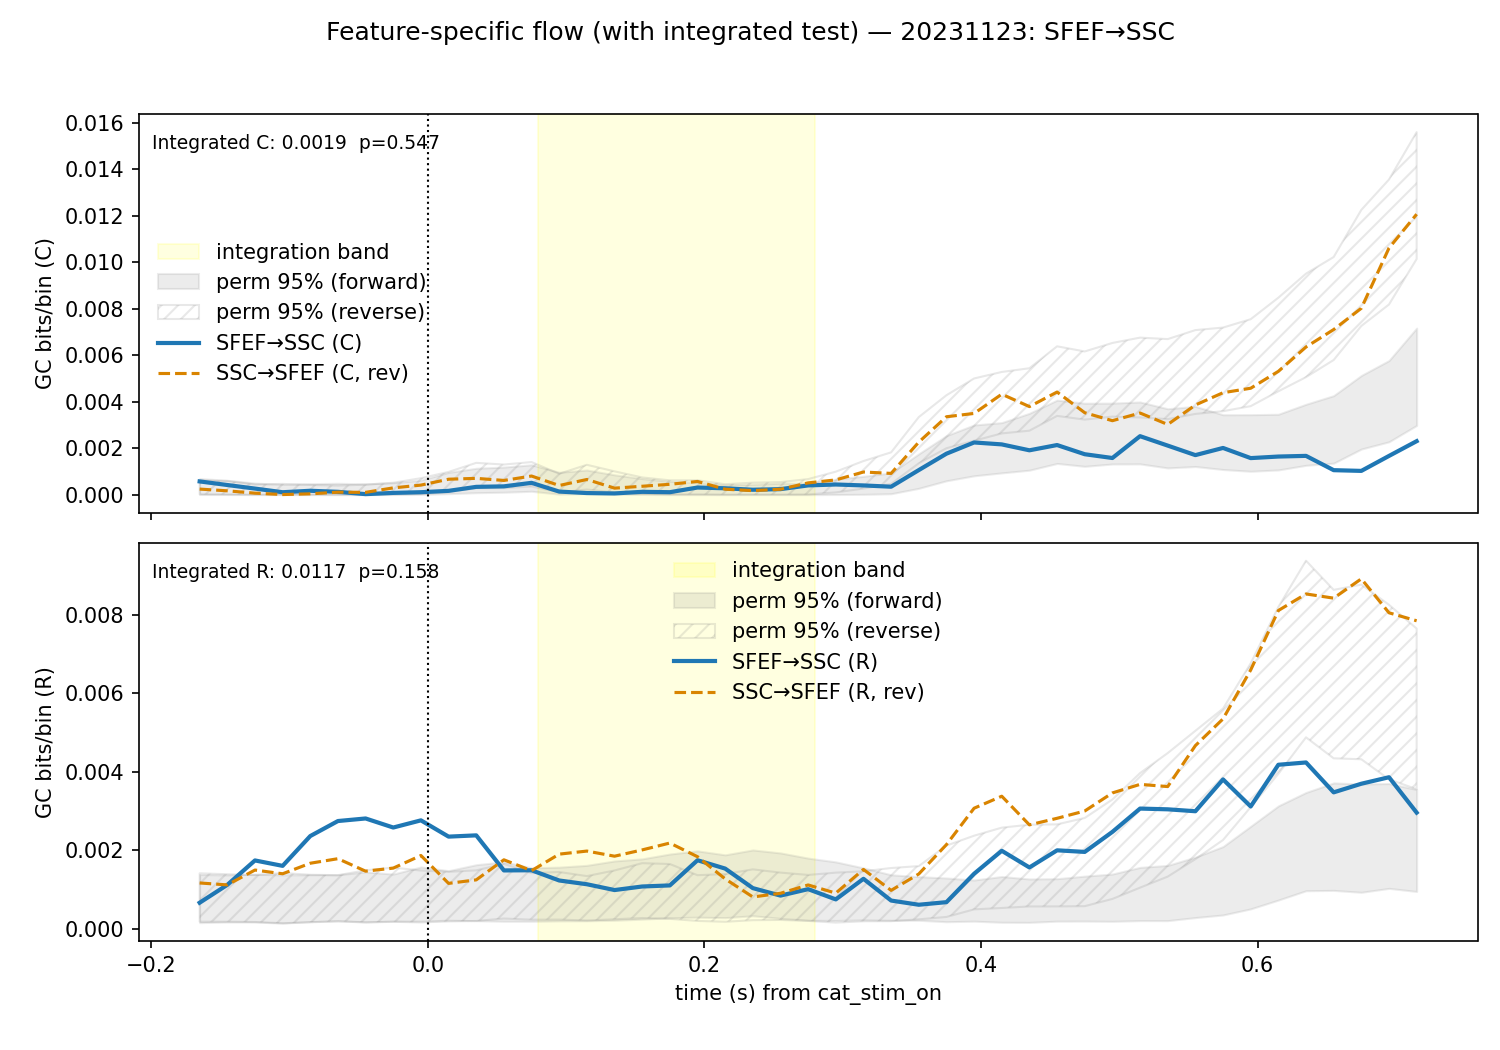 Feature-specific flow (with integrated test) — 20231123: SFEF→SSC
0.016
0.014
0.012
0.010
0.008
0.006
0.004
0.002
0.000
GC bits/bin (C)
Integrated C: 0.0019  p=0.547
integration band
perm 95% (forward)
perm 95% (reverse)
SFEF→SSC (C)
SSC→SFEF (C, rev)
0.008
0.006
0.004
0.002
0.000
GC bits/bin (R)
Integrated R: 0.0117  p=0.158
integration band
perm 95% (forward)
perm 95% (reverse)
SFEF→SSC (R)
SSC→SFEF (R, rev)
−0.2 0.0 0.2 0.4 0.6
time (s) from cat_stim_on